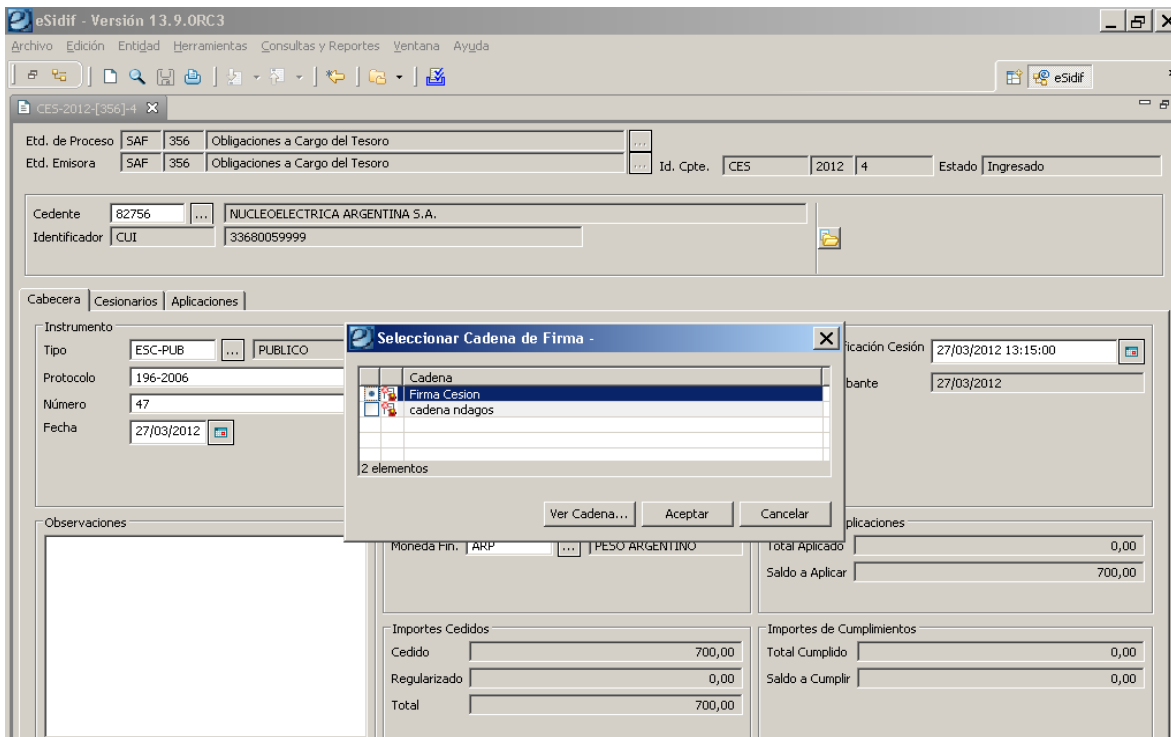 eSidif - Versión 13.9.0RC3
Archivo Edición Entidad Herramientas Consultas y Reportes Ventana Ayuda
eSidif
CES-2012-[356]-4
Etd. de Proceso SAF 356 Obligaciones a Cargo del Tesoro ...
Etd. Emisora SAF 356 Obligaciones a Cargo del Tesoro ... Id. Cpte. CES 2012 4 Estado Ingresado
Cedente 82756 ... NUCLEOELECTRICA ARGENTINA S.A.
Identificador CUI 33680059999
Cabecera Cesionarios Aplicaciones
Instrumento
Tipo ESC-PUB ... PUBLICO
Protocolo 196-2006
Número 47
Fecha 27/03/2012
ificación Cesión 27/03/2012 13:15:00
bante 27/03/2012
Seleccionar Cadena de Firma -
Cadena
Firma Cesion
cadena ndagos
2 elementos
Ver Cadena... Aceptar Cancelar
Observaciones
Moneda Fin. ARP ... PESO ARGENTINO
plicaciones
Total Aplicado 0,00
Saldo a Aplicar 700,00
Importes Cedidos
Cedido 700,00
Regularizado 0,00
Total 700,00
Importes de Cumplimientos
Total Cumplido 0,00
Saldo a Cumplir 0,00